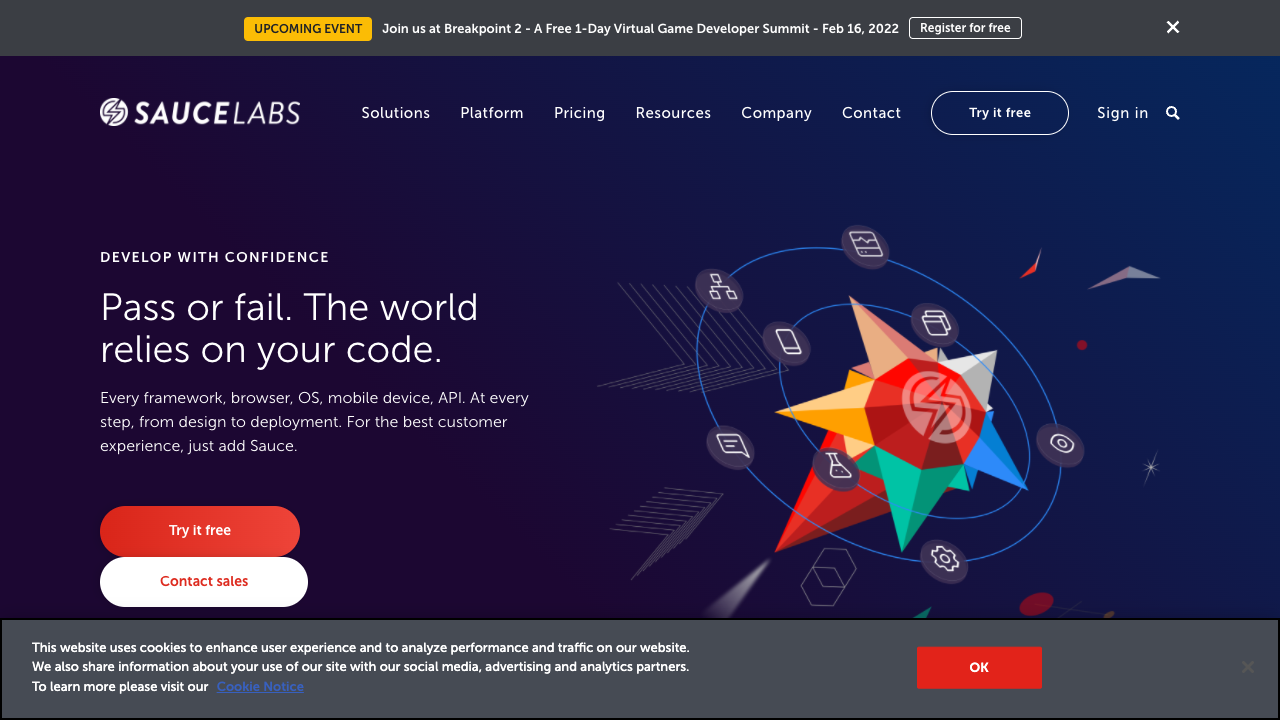 UPCOMING EVENT Join us at Breakpoint 2 - A Free 1-Day Virtual Game Developer Summit - Feb 16, 2022 Register for free
SAUCELABS Solutions Platform Pricing Resources Company Contact Try it free Sign in
DEVELOP WITH CONFIDENCE
Pass or fail. The world
relies on your code.
Every framework, browser, OS, mobile device, API. At every
step, from design to deployment. For the best customer
experience, just add Sauce.
Try it free
Contact sales
This website uses cookies to enhance user experience and to analyze performance and traffic on our website.
We also share information about your use of our site with our social media, advertising and analytics partners.
To learn more please visit our Cookie Notice
OK